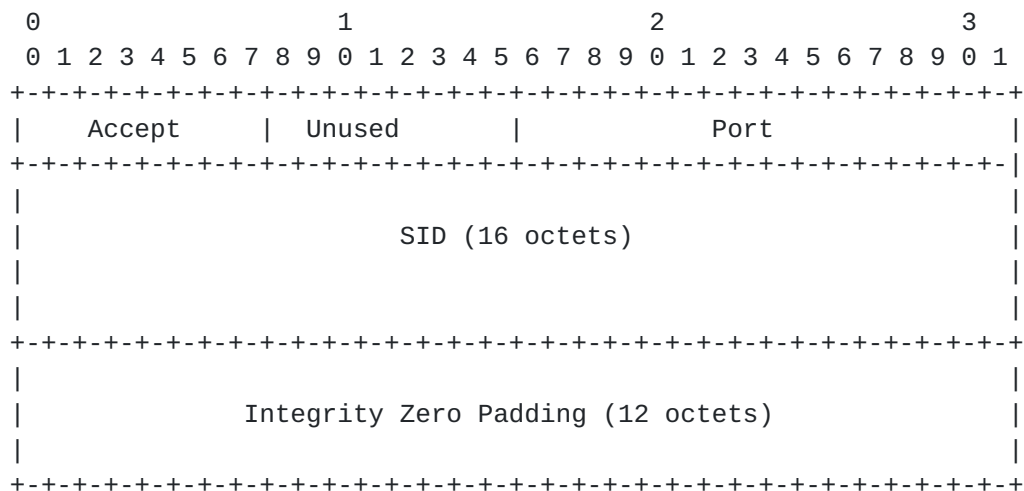 0                   1                   2                   3
 0 1 2 3 4 5 6 7 8 9 0 1 2 3 4 5 6 7 8 9 0 1 2 3 4 5 6 7 8 9 0 1
+-+-+-+-+-+-+-+-+-+-+-+-+-+-+-+-+-+-+-+-+-+-+-+-+-+-+-+-+-+-+-+-+
|    Accept     |  Unused       |            Port               |
+-+-+-+-+-+-+-+-+-+-+-+-+-+-+-+-+-+-+-+-+-+-+-+-+-+-+-+-+-+-+-+-|
|                                                               |
|                        SID (16 octets)                        |
|                                                               |
|                                                               |
+-+-+-+-+-+-+-+-+-+-+-+-+-+-+-+-+-+-+-+-+-+-+-+-+-+-+-+-+-+-+-+-+
|                                                               |
|              Integrity Zero Padding (12 octets)               |
|                                                               |
+-+-+-+-+-+-+-+-+-+-+-+-+-+-+-+-+-+-+-+-+-+-+-+-+-+-+-+-+-+-+-+-+